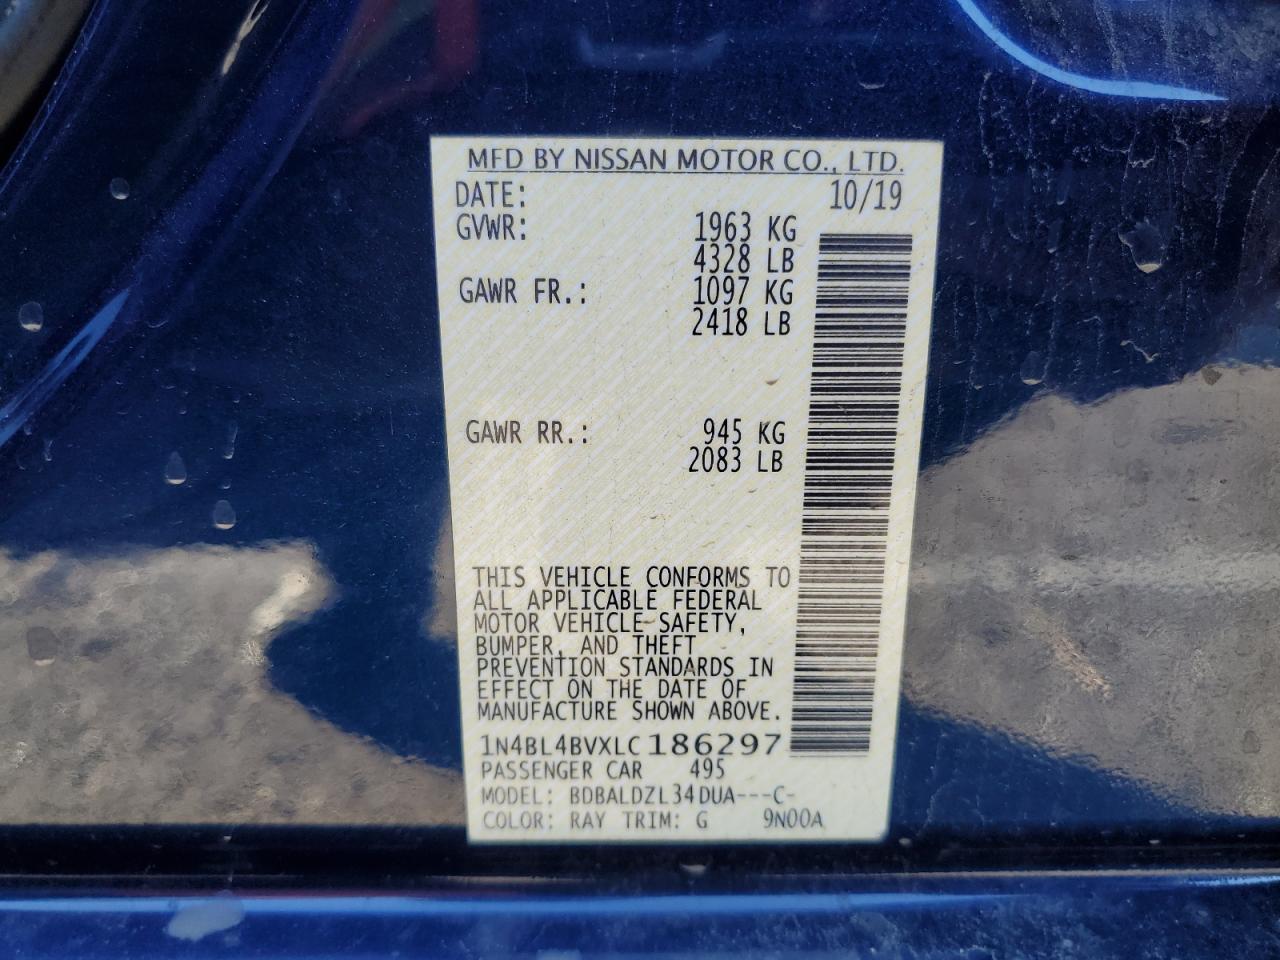 MFD BY NISSAN MOTOR CO., LTD.
DATE: 10/19
GVWR: 1963 KG
4328 LB
GAWR FR.: 1097 KG
2418 LB
GAWR RR.: 945 KG
2083 LB
THIS VEHICLE CONFORMS TO
ALL APPLICABLE FEDERAL
MOTOR VEHICLE SAFETY,
BUMPER, AND THEFT
PREVENTION STANDARDS IN
EFFECT ON THE DATE OF
MANUFACTURE SHOWN ABOVE.
1N4BL4BVXLC186297
PASSENGER CAR 495
MODEL: BDBALDZL34DUA---C-
COLOR: RAY TRIM: G 9N00A